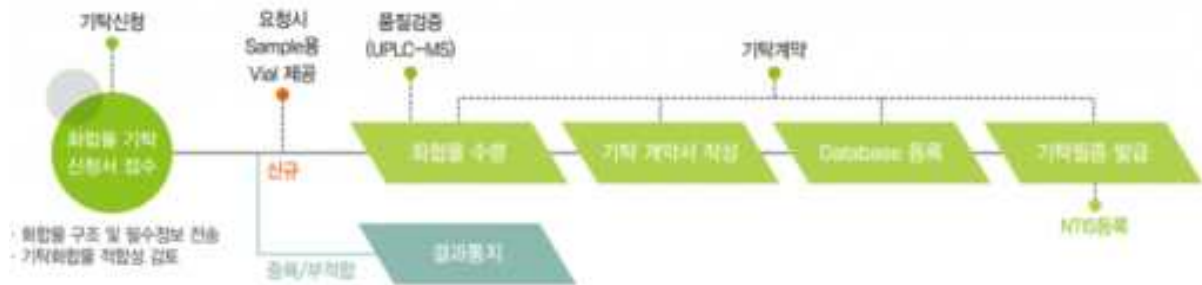 기탁신청
요청시
Sample용
Vial 제공
품질검증
(UPLC-MS)
기탁계약
화합물 기탁
신청서 접수
신규
화합물 수령
기탁 계약서 작성
Database 등록
기탁필증 발급
· 화합물 구조 및 필수정보 전송
· 기탁화합물 적합성 검토
중복/부적합
결과통지
NTIS등록